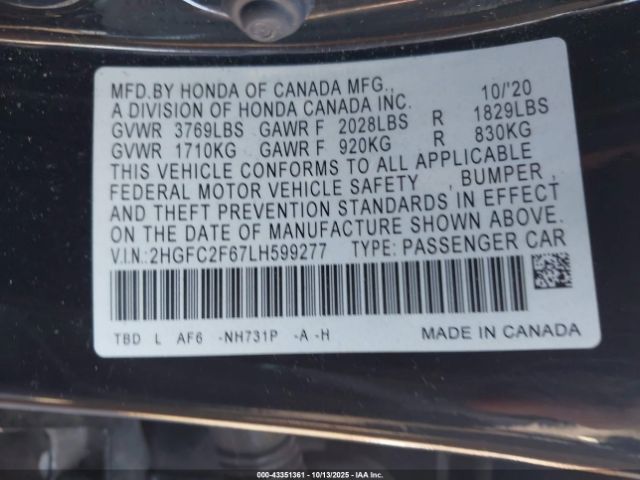 MFD.BY HONDA OF CANADA MFG., 10/'20
A DIVISION OF HONDA CANADA INC.
GVWR 3769LBS GAWR F 2028LBS R 1829LBS
GVWR 1710KG GAWR F 920KG R 830KG
THIS VEHICLE CONFORMS TO ALL APPLICABLE
FEDERAL MOTOR VEHICLE SAFETY , BUMPER ,
AND THEFT PREVENTION STANDARDS IN EFFECT
ON THE DATE OF MANUFACTURE SHOWN ABOVE.
V.I.N.:2HGFC2F67LH599277 TYPE: PASSENGER CAR
TBD L AF6 -NH731P -A -H MADE IN CANADA
000-43351361 | 10/13/2025 | IAA Inc.